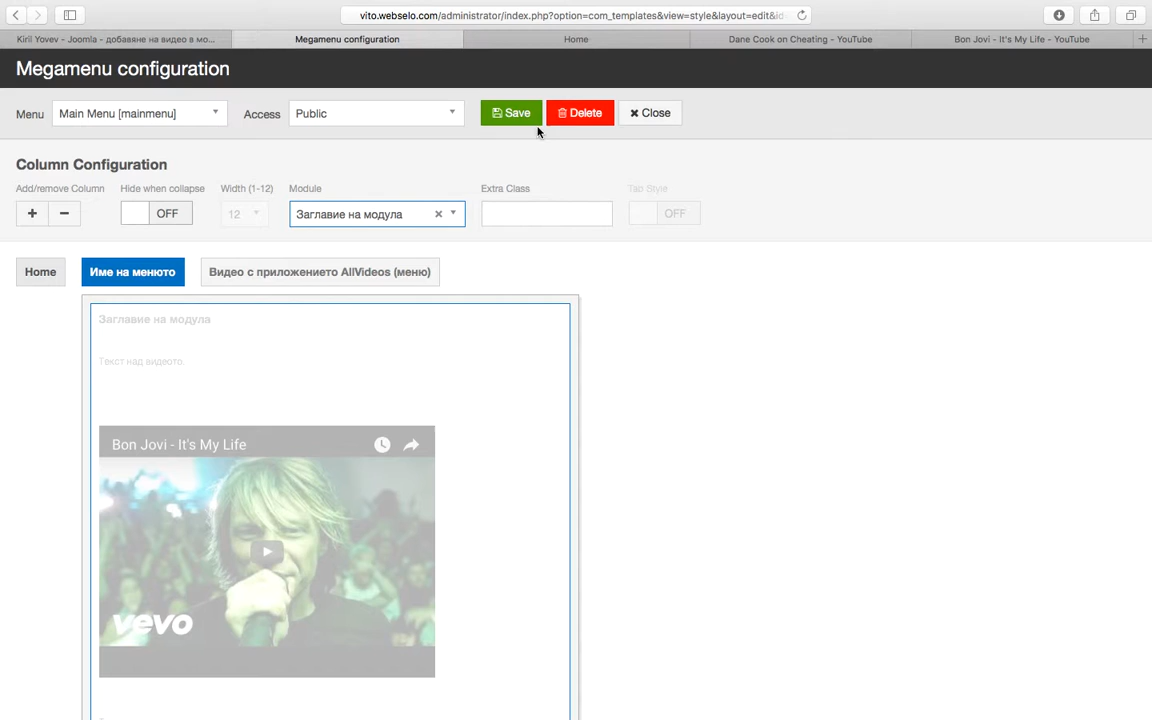 vito.webselo.com/administrator/index.php?option=com_templates&view=style&layout=edit&id
Kiril Yovev - Joomla - добавяне на видео в мо...
Megamenu configuration
Home
Dane Cook on Cheating - YouTube
Bon Jovi - It's My Life - YouTube
Megamenu configuration
Menu
Main Menu [mainmenu]
Access
Public
Save
Delete
Close
Column Configuration
Add/remove Column
Hide when collapse
Width (1-12)
Module
Extra Class
Tab Style
OFF
12
Заглавие на модула
OFF
Home
Име на менюто
Видео с приложението AllVideos (меню)
Заглавие на модула
Текст над видеото.
Bon Jovi - It's My Life
vevo